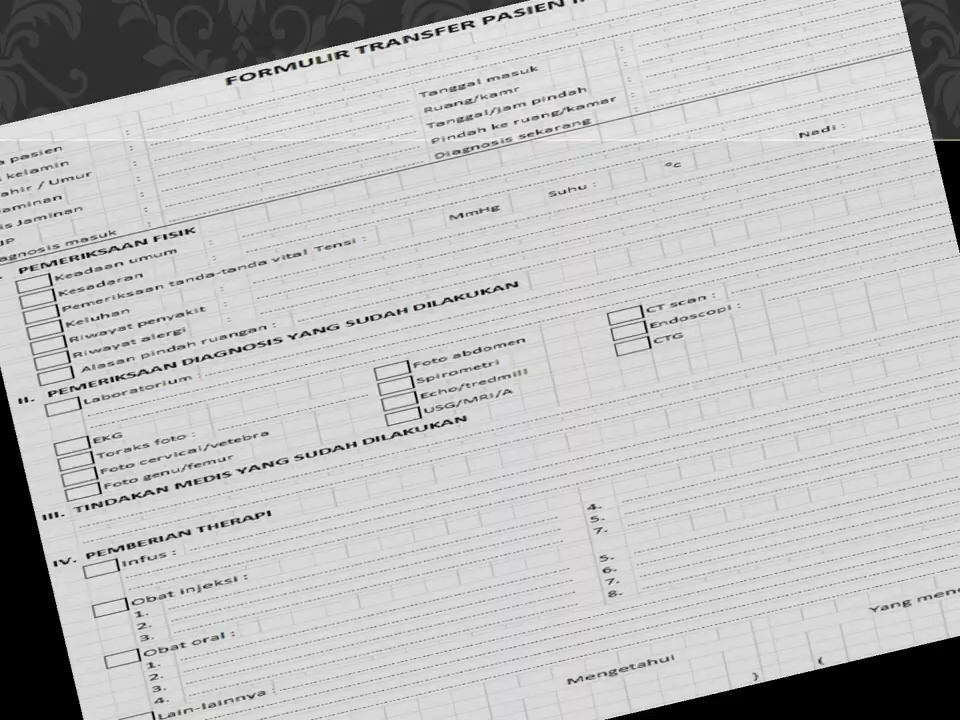 FORMULIR TRANSFER PASIEN
pasien :
kelamin :
ahir / Umur :
Jaminan :
Jaminan :
agnosis masuk :
Tanggal masuk :
Ruang/kamr :
Tanggal/jam pindah :
Pindah ke ruang/kamar :
Diagnosis sekarang :
PEMERIKSAAN FISIK
Keadaan umum :
Kesadaran :
Pemeriksaan tanda-tanda vital Tensi : MmHg Suhu : °c Nadi :
Keluhan :
Riwayat penyakit :
Riwayat alergi :
Alasan pindah ruangan :
II. PEMERIKSAAN DIAGNOSIS YANG SUDAH DILAKUKAN
Laboratorium :
EKG
Toraks foto :
Foto cervical/vetebra
Foto genu/femur
Foto abdomen
Spirometri
Echo/tredmill
USG/MRI/A
CT scan :
Endoscopi :
CTG
III. TINDAKAN MEDIS YANG SUDAH DILAKUKAN
IV. PEMBERIAN THERAPI
Infus :
Obat injeksi :
1.
2.
3.
4.
5.
7.
Obat oral :
1.
2.
3.
4.
5.
6.
7.
8.
Lain-lainnya :
Mengetahui
Yang
) (